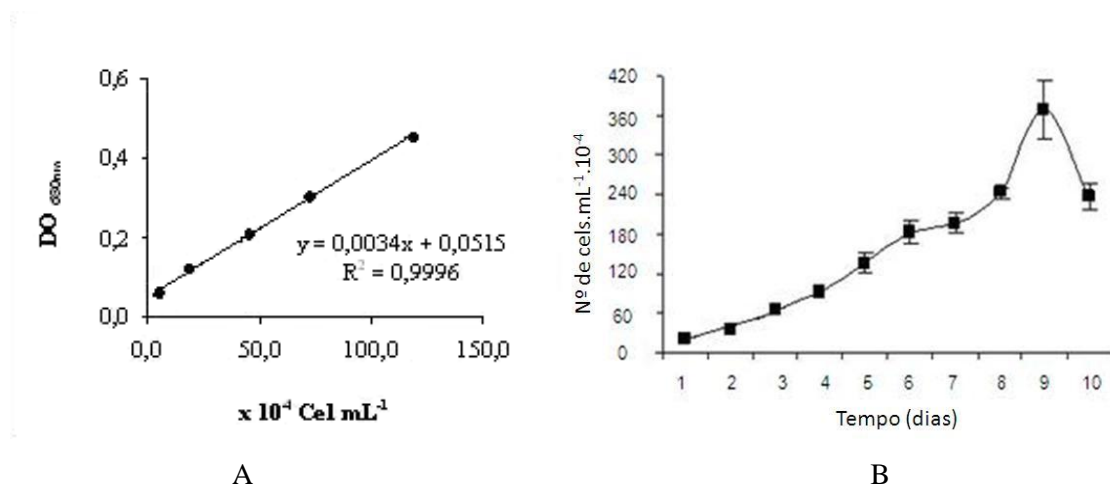 0,6
0,4
0,2
0,0
DO 680nm
y = 0,0034x + 0,0515
R² = 0,9996
0,0 50,0 100,0 150,0
x 10⁻⁴ Cel mL⁻¹
A
420
360
300
240
180
120
60
0
Nº de cels.mL⁻¹.10⁻⁴
1 2 3 4 5 6 7 8 9 10
Tempo (dias)
B